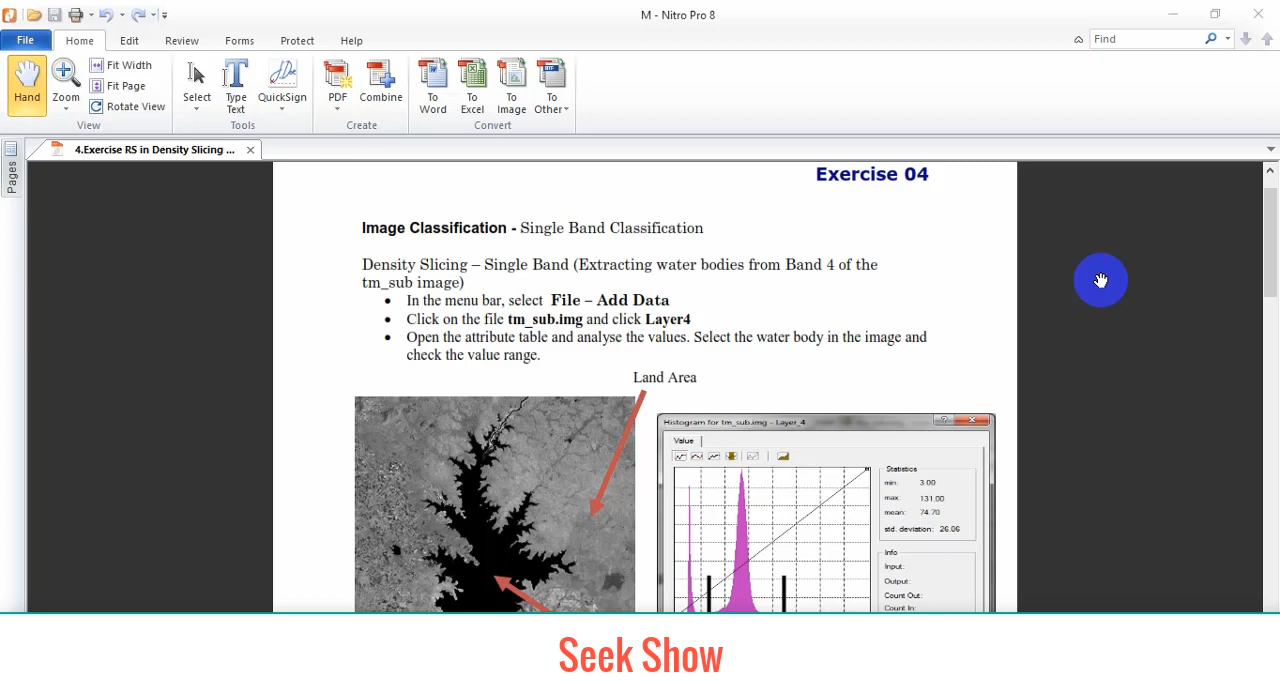 M - Nitro Pro 8
File Home Edit Review Forms Protect Help
Find
Hand
Zoom
Fit Width
Fit Page
Rotate View
View
Select
Type Text
QuickSign
Tools
PDF
Combine
Create
To Word
To Excel
To Image
To Other
Convert
4.Exercise RS in Density Slicing ...
Pages
Exercise 04
Image Classification - Single Band Classification
Density Slicing – Single Band (Extracting water bodies from Band 4 of the
tm_sub image)
• In the menu bar, select File – Add Data
• Click on the file tm_sub.img and click Layer4
• Open the attribute table and analyse the values. Select the water body in the image and
check the value range.
Land Area
Histogram for tm_sub.img - Layer_4
Value
Statistics
min: 3.00
max: 131.00
mean: 74.70
std. deviation: 26.06
Info
Input:
Output:
Count Out:
Count In:
Seek Show